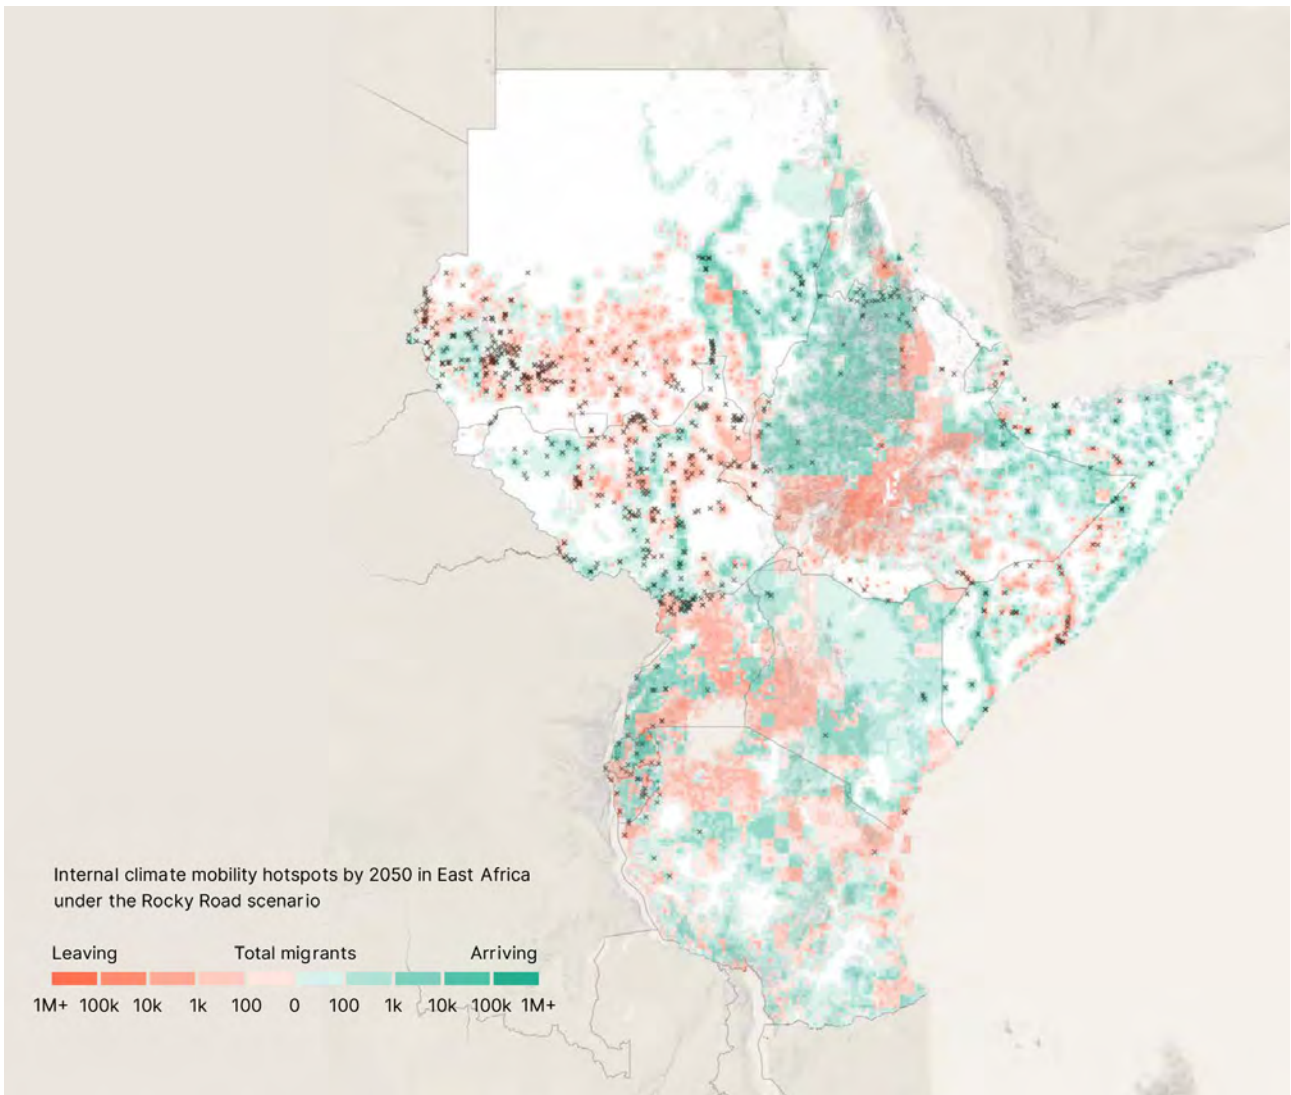 Internal climate mobility hotspots by 2050 in East Africa
under the Rocky Road scenario
Leaving Total migrants Arriving
1M+ 100k 10k 1k 100 0 100 1k 10k 100k 1M+